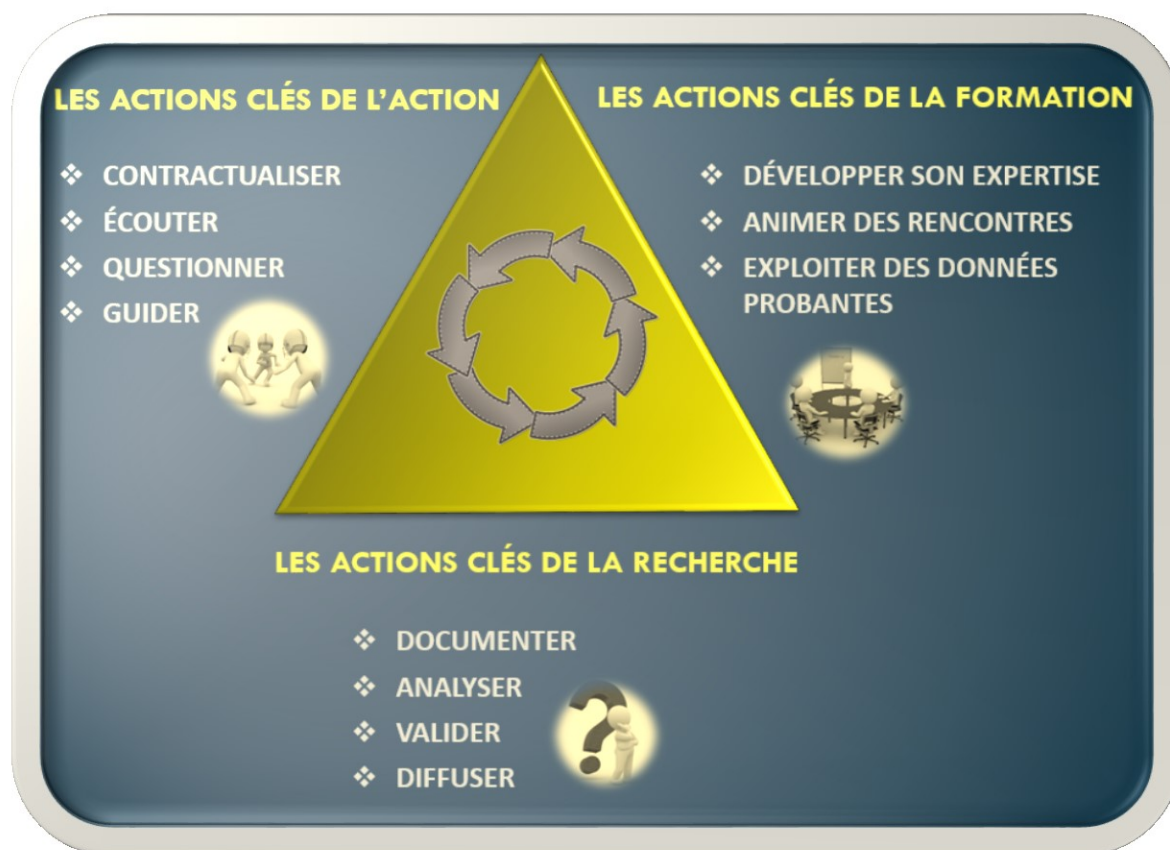 LES ACTIONS CLÉS DE L'ACTION
❖ CONTRACTUALISER
❖ ÉCOUTER
❖ QUESTIONNER
❖ GUIDER
LES ACTIONS CLÉS DE LA FORMATION
❖ DÉVELOPPER SON EXPERTISE
❖ ANIMER DES RENCONTRES
❖ EXPLOITER DES DONNÉES
PROBANTES
LES ACTIONS CLÉS DE LA RECHERCHE
❖ DOCUMENTER
❖ ANALYSER
❖ VALIDER
❖ DIFFUSER